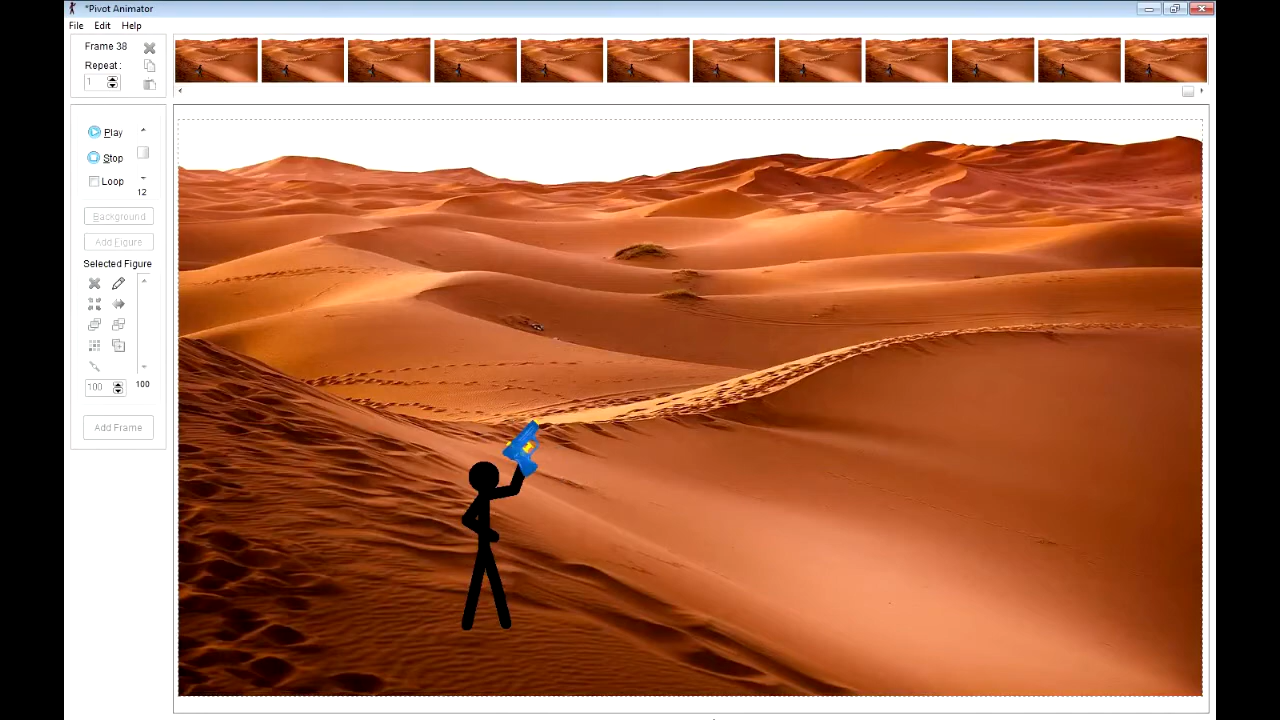 *Pivot Animator
File Edit Help
Frame 38
Repeat :
1
Play
Stop
Loop
12
Background
Add Figure
Selected Figure
100
100
Add Frame